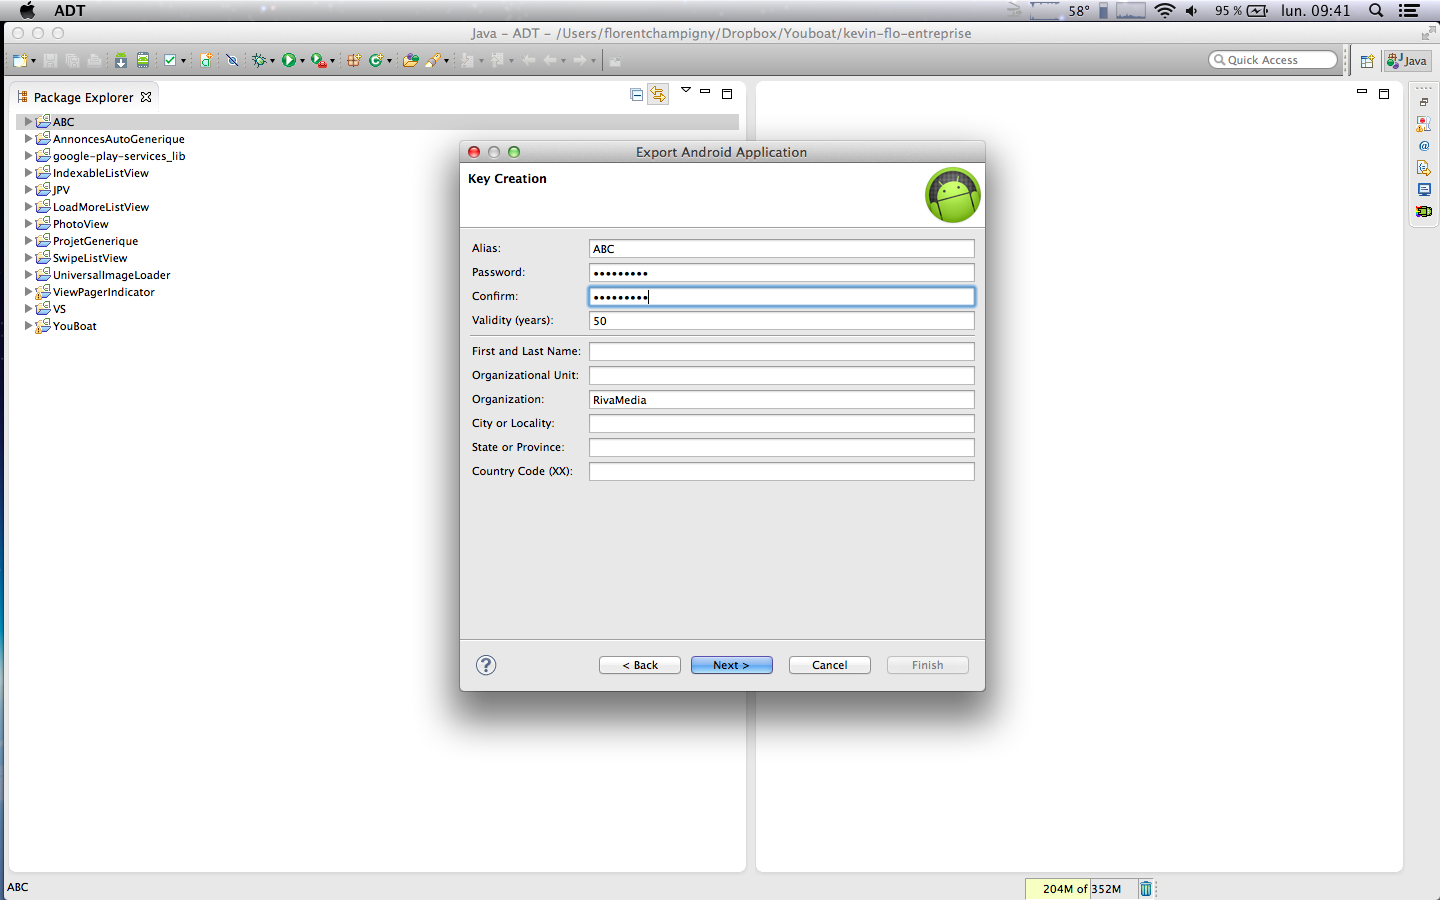 ADT
58°
95 %
lun. 09:41
Java – ADT – /Users/florentchampigny/Dropbox/Youboat/kevin-flo-entreprise
Quick Access
Java
Package Explorer
ABC
AnnoncesAutoGenerique
google-play-services_lib
IndexableListView
JPV
LoadMoreListView
PhotoView
ProjetGenerique
SwipeListView
UniversalImageLoader
ViewPagerIndicator
VS
YouBoat
Export Android Application
Key Creation
Alias: ABC
Password: •••••••••
Confirm: •••••••••
Validity (years): 50
First and Last Name:
Organizational Unit:
Organization: RivaMedia
City or Locality:
State or Province:
Country Code (XX):
? < Back Next > Cancel Finish
ABC
204M of 352M